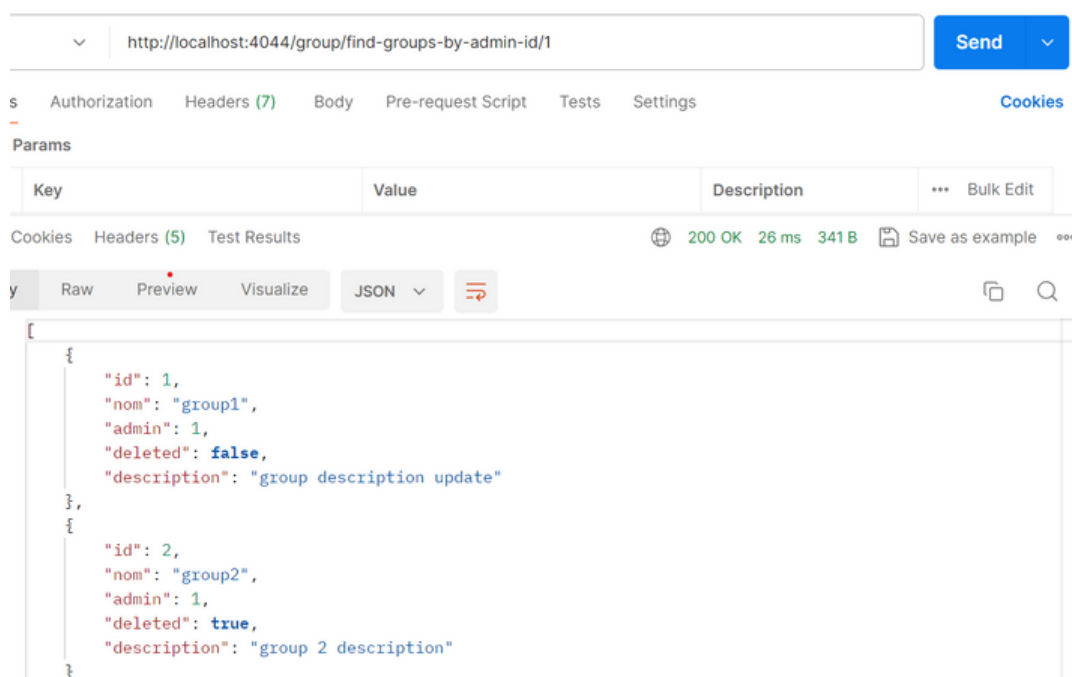 http://localhost:4044/group/find-groups-by-admin-id/1 Send
s Authorization Headers (7) Body Pre-request Script Tests Settings Cookies
Params
Key Value Description ••• Bulk Edit
Cookies Headers (5) Test Results 200 OK 26 ms 341 B Save as example
y Raw Preview Visualize JSON
[
{
"id": 1,
"nom": "group1",
"admin": 1,
"deleted": false,
"description": "group description update"
},
{
"id": 2,
"nom": "group2",
"admin": 1,
"deleted": true,
"description": "group 2 description"
}